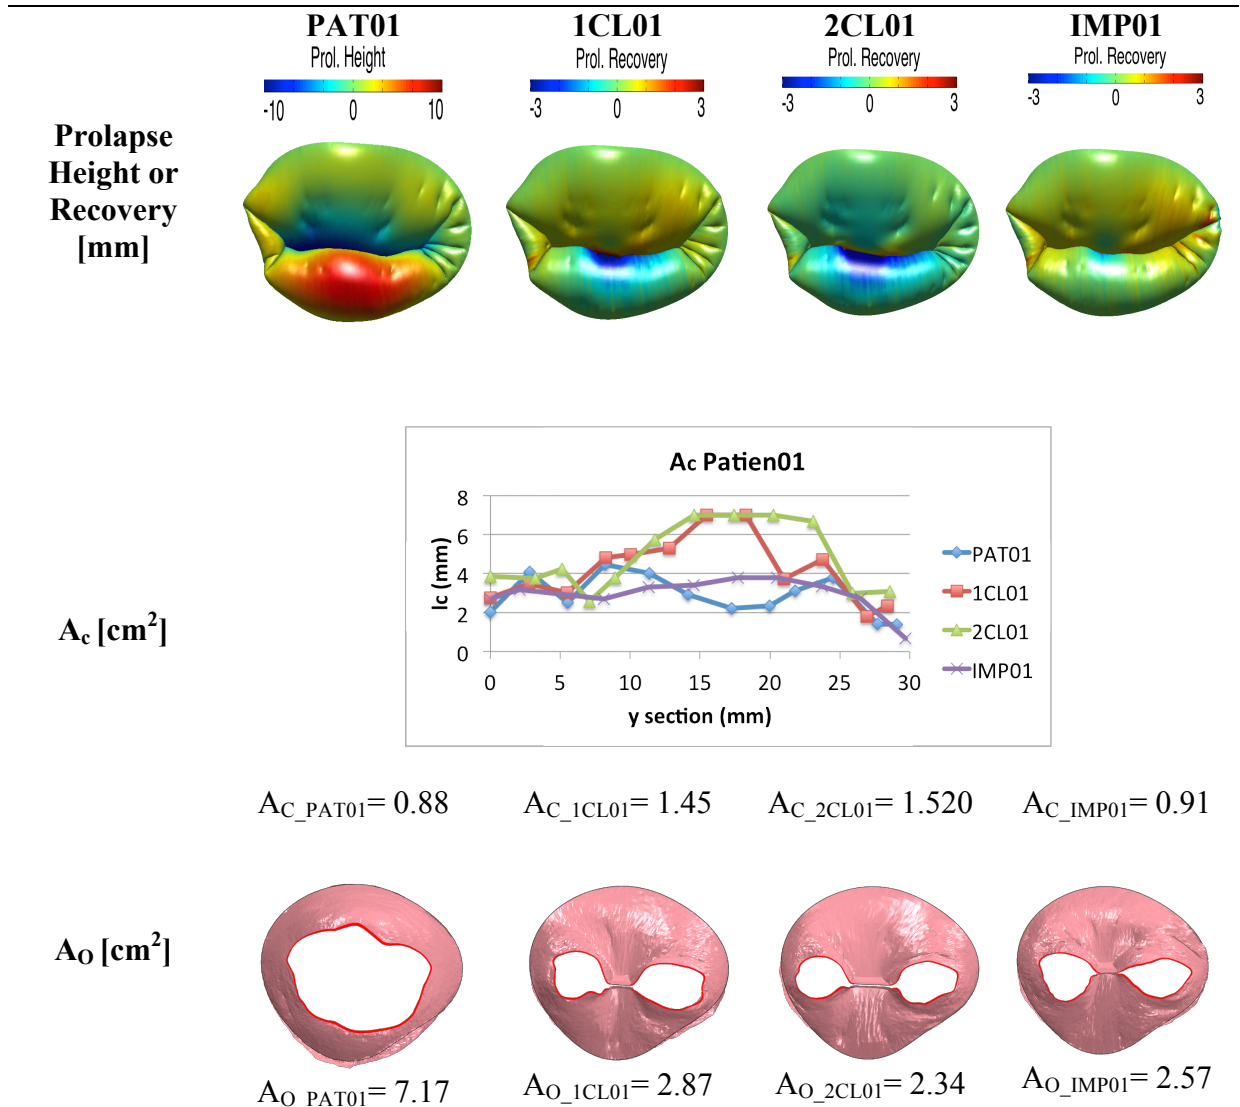 PAT01 1CL01 2CL01 IMP01
Prol. Height Prol. Recovery Prol. Recovery Prol. Recovery
-10 0 10 -3 0 3 -3 0 3 -3 0 3
Prolapse
Height or
Recovery
[mm]
Ac Patien01
8
6
4
2
0
lc (mm)
0 5 10 15 20 25 30
y section (mm)
PAT01
1CL01
2CL01
IMP01
Ac [cm²]
AC_PAT01= 0.88 AC_1CL01= 1.45 AC_2CL01= 1.520 AC_IMP01= 0.91
AO [cm²]
AO_PAT01= 7.17 AO_1CL01= 2.87 AO_2CL01= 2.34 AO_IMP01= 2.57